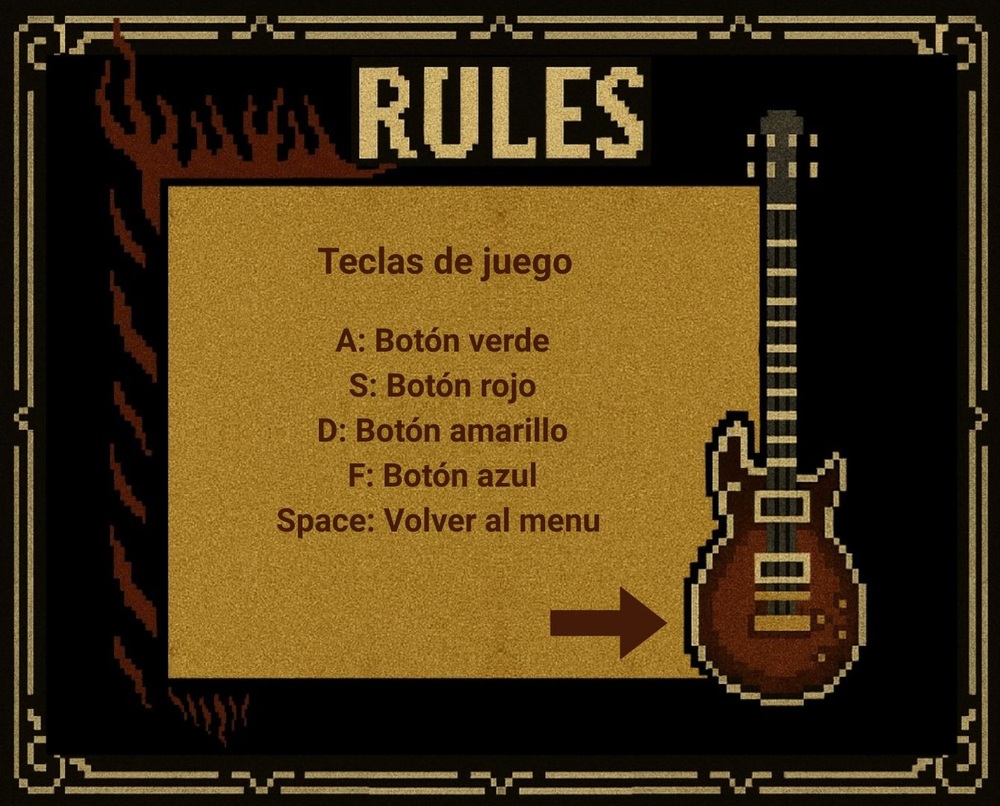 RULES
Teclas de juego
A: Botón verde
S: Botón rojo
D: Botón amarillo
F: Botón azul
Space: Volver al menu